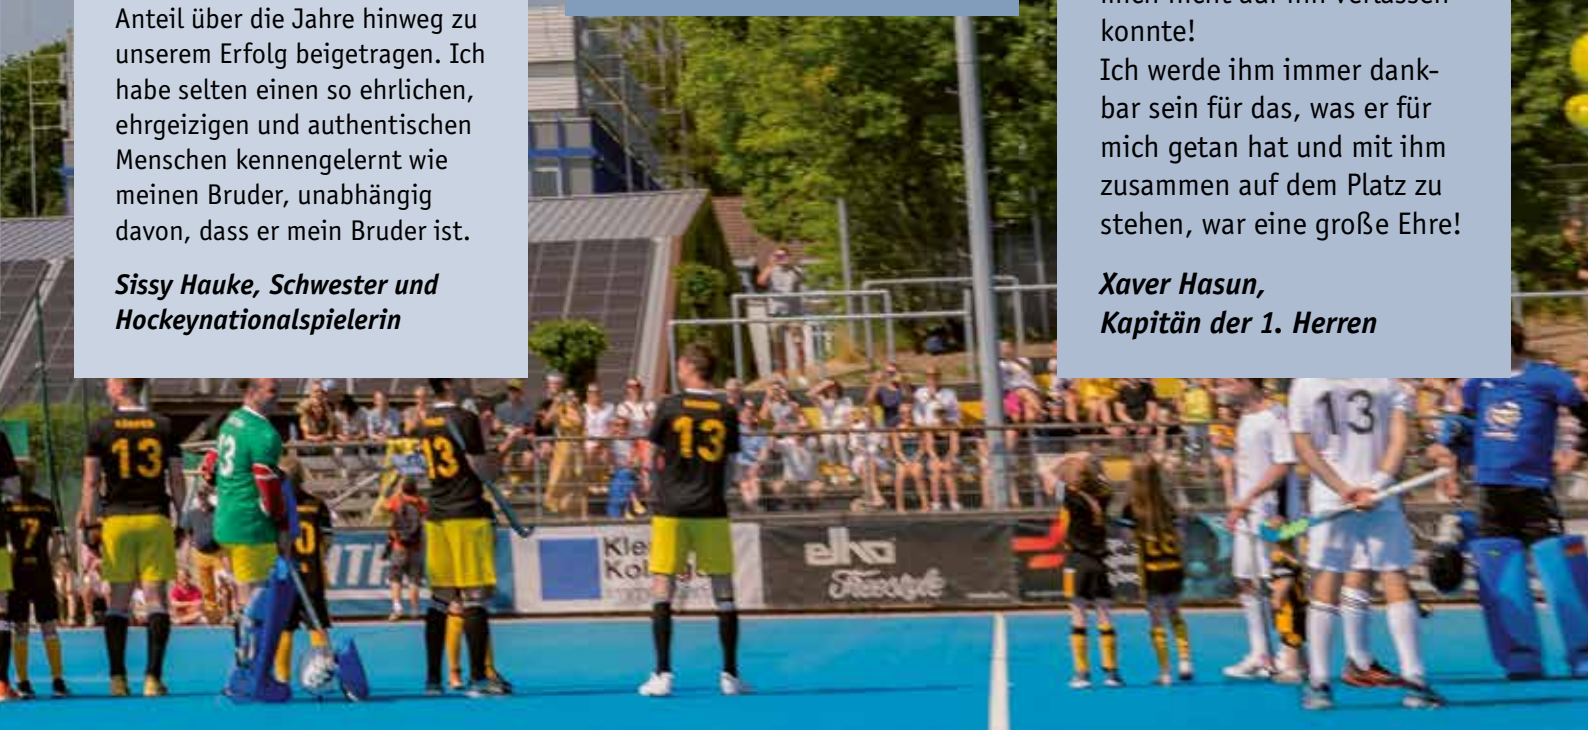 Anteil über die Jahre hinweg zu
unserem Erfolg beigetragen. Ich
habe selten einen so ehrlichen,
ehrgeizigen und authentischen
Menschen kennengelernt wie
meinen Bruder, unabhängig
davon, dass er mein Bruder ist.
Sissy Hauke, Schwester und
Hockeynationalspielerin
konnte!
Ich werde ihm immer dank-
bar sein für das, was er für
mich getan hat und mit ihm
zusammen auf dem Platz zu
stehen, war eine große Ehre!
Xaver Hasun,
Kapitän der 1. Herren
13
13
13
13
13
7
elho
Freestyle